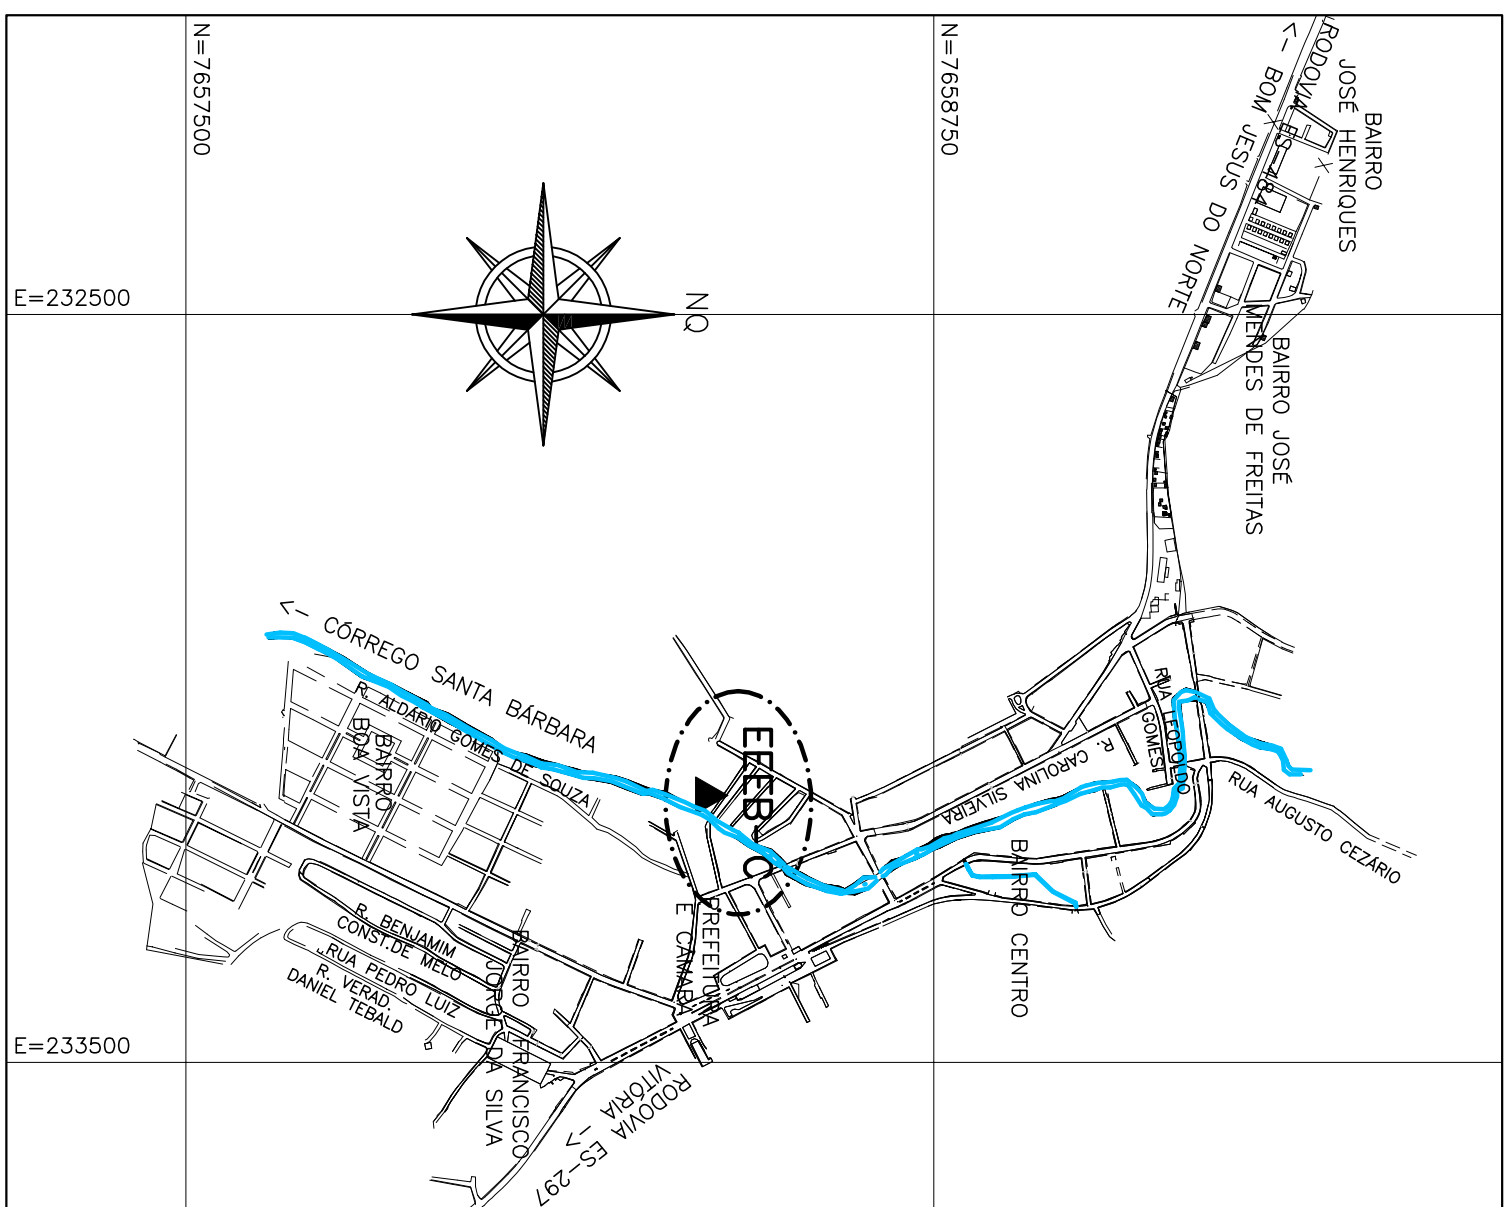 N=7657500
N=7658750
E=232500
E=233500
NQ
BAIRRO
JOSÉ HENRIQUES
RODOVIA ES-484
<- BOM JESUS DO NORTE
BAIRRO JOSÉ
MENDES DE FREITAS
<- CÓRREGO SANTA BÁRBARA
R. ALDÁRIO GOMES DE SOUZA
BAIRRO
BOA VISTA
RUA LEOPOLDO
GOMES
R. CAROLINA SILVEIRA
RUA AUGUSTO CEZÁRIO
BAIRRO CENTRO
PREFEITURA
E CAMARA
R. BENJAMIM
CONST.DE MELO
RUA PEDRO LUIZ
R. VERAD.
DANIEL TEBALD
BAIRRO FRANCISCO
JORGE DA SILVA
RODOVIA ES-297
VITÓRIA ->